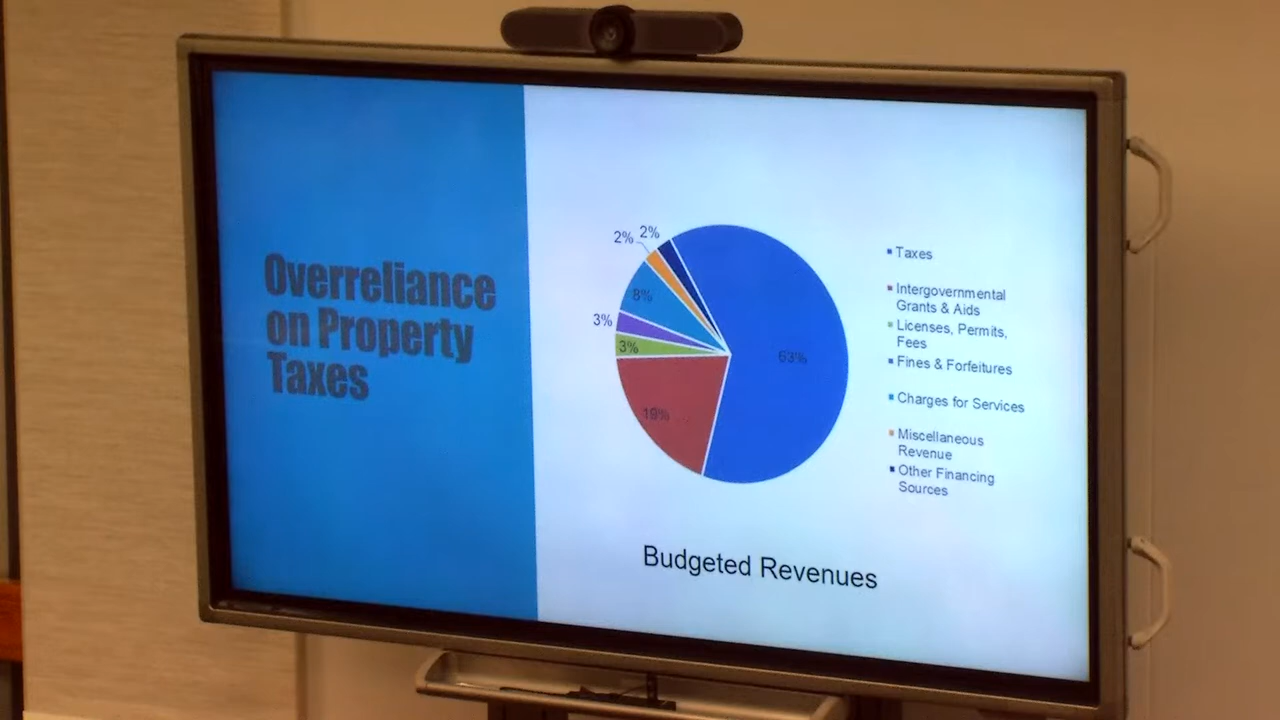 Overreliance
on Property
Taxes
2%
2%
8%
3%
3%
19%
63%
Taxes
Intergovernmental
Grants & Aids
Licenses, Permits,
Fees
Fines & Forfeitures
Charges for Services
Miscellaneous
Revenue
Other Financing
Sources
Budgeted Revenues